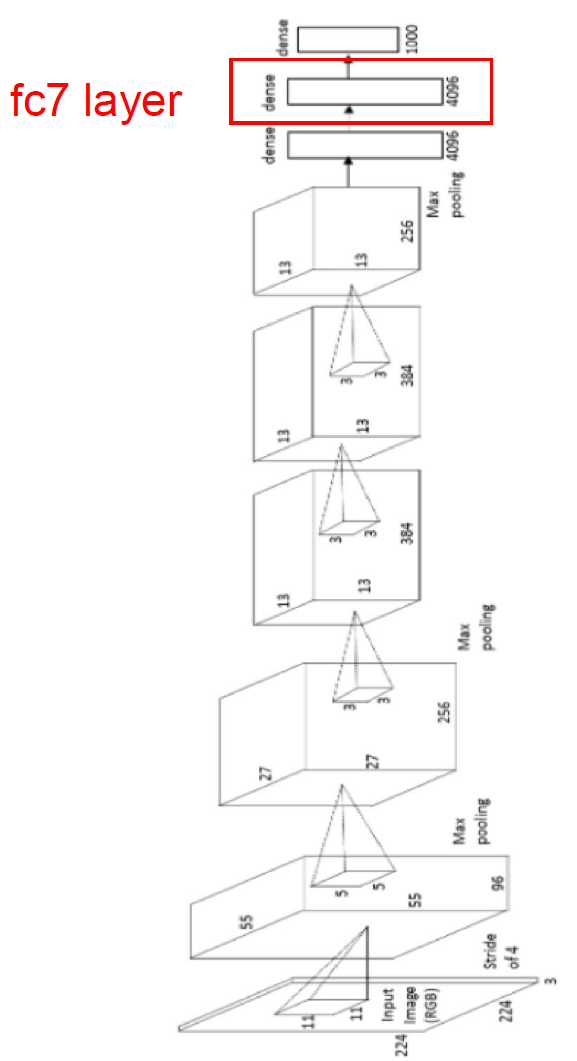 dense
1000
fc7 layer
dense
4096
dense
4096
Max
pooling
256
13
13
3
3
384
13
13
3
3
384
13
13
Max
pooling
3
3
256
27
27
Max
pooling
5
5
96
55
55
Stride
of 4
11
11
Input
Image
(RGB)
3
224
224